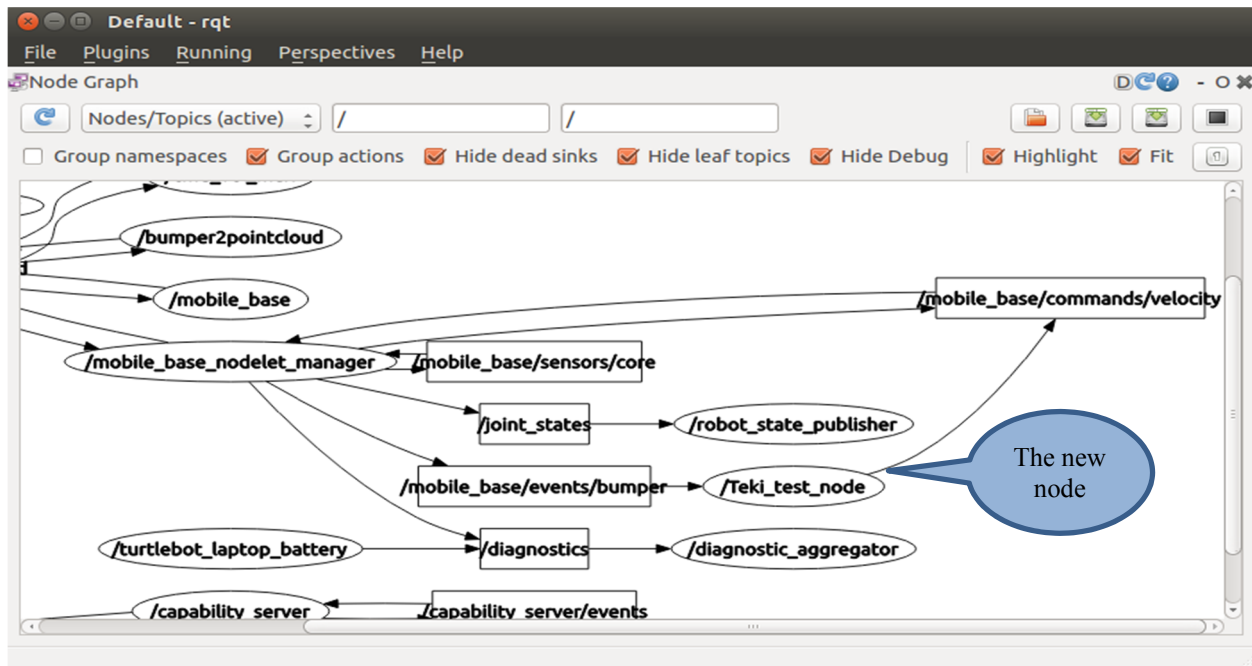 Default - rqt
File Plugins Running Perspectives Help
Node Graph
D C ? - O ✖
Nodes/Topics (active) / /
Group namespaces Group actions Hide dead sinks Hide leaf topics Hide Debug Highlight Fit
/bumper2pointcloud
/mobile_base
/mobile_base/commands/velocity
/mobile_base_nodelet_manager
/mobile_base/sensors/core
/joint_states
/robot_state_publisher
The new
node
/mobile_base/events/bumper
/Teki_test_node
/turtlebot_laptop_battery
/diagnostics
/diagnostic_aggregator
/capability_server
/capability_server/events